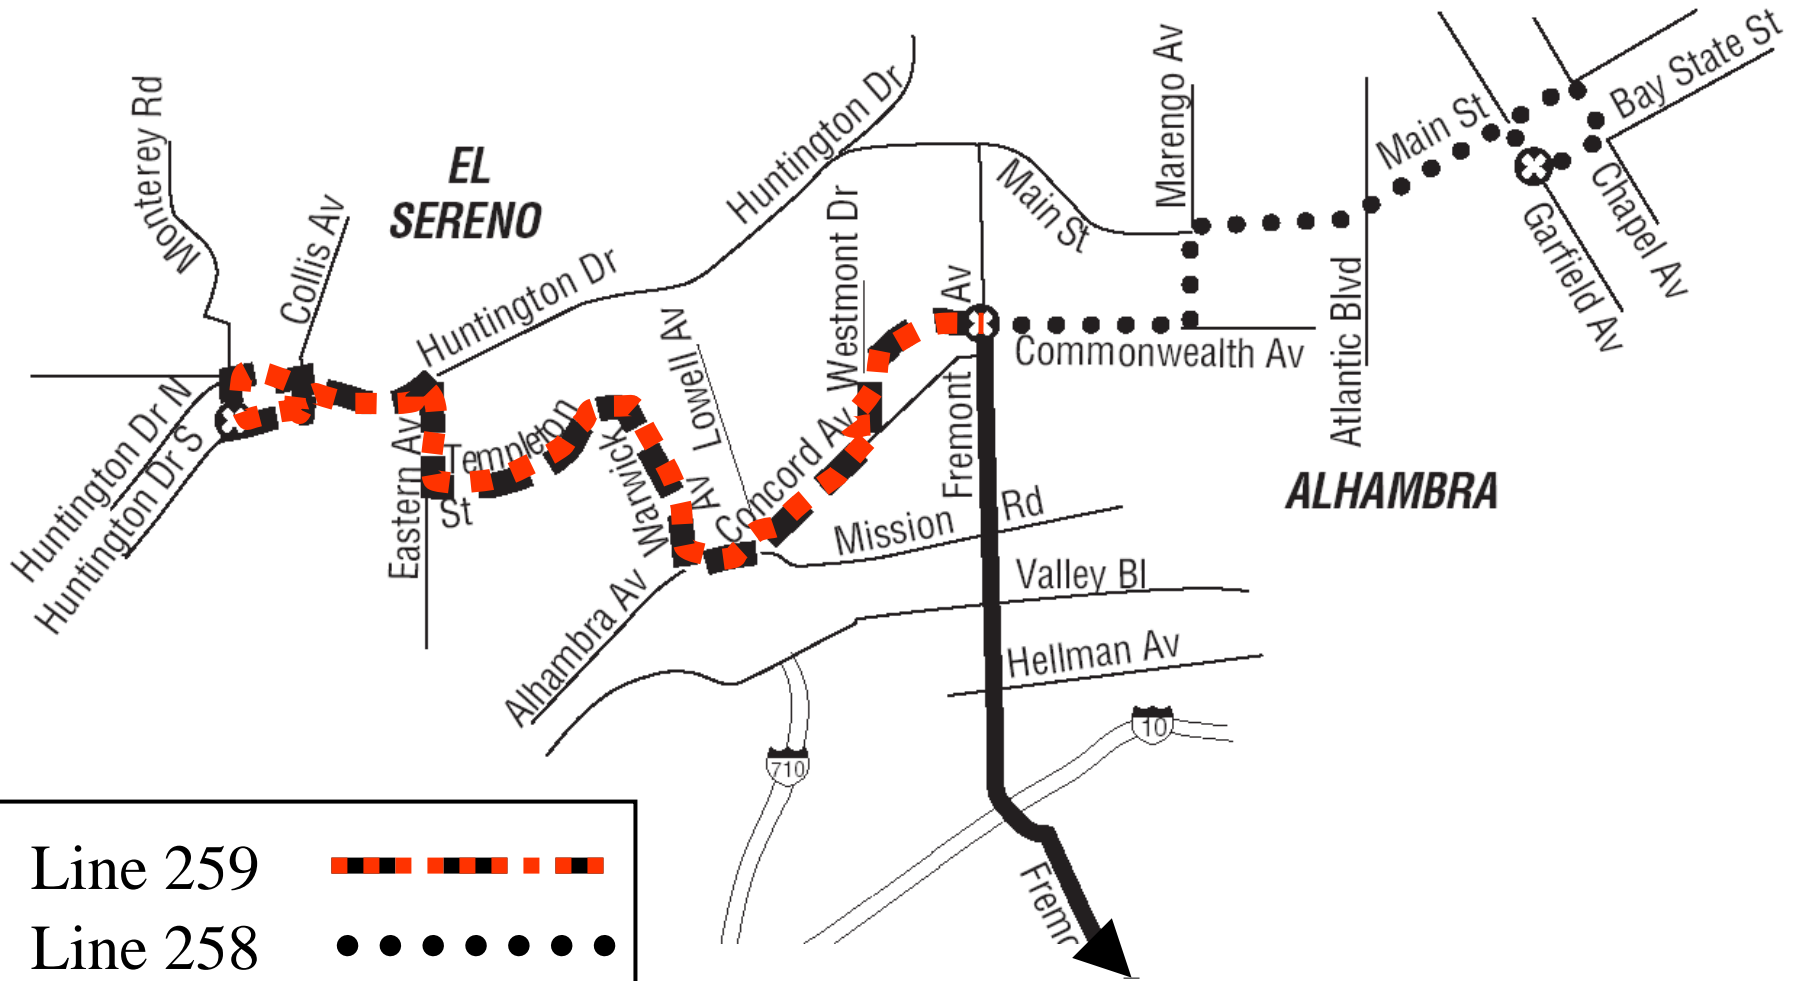 Monterey Rd
EL
SERENO
Collis Av
Huntington Dr
Huntington Dr
Westmont Dr
Main St
Marengo Av
Main St
Bay State St
Chapel Av
Garfield Av
Atlantic Blvd
Commonwealth Av
Fremont Av
Lowell Av
Huntington Dr N
Huntington Dr S
Eastern Av
Templeton
St
Warwick Av
Concord Av
Mission Rd
ALHAMBRA
Valley Bl
Alhambra Av
Hellman Av
10
710
Line 259
Line 258